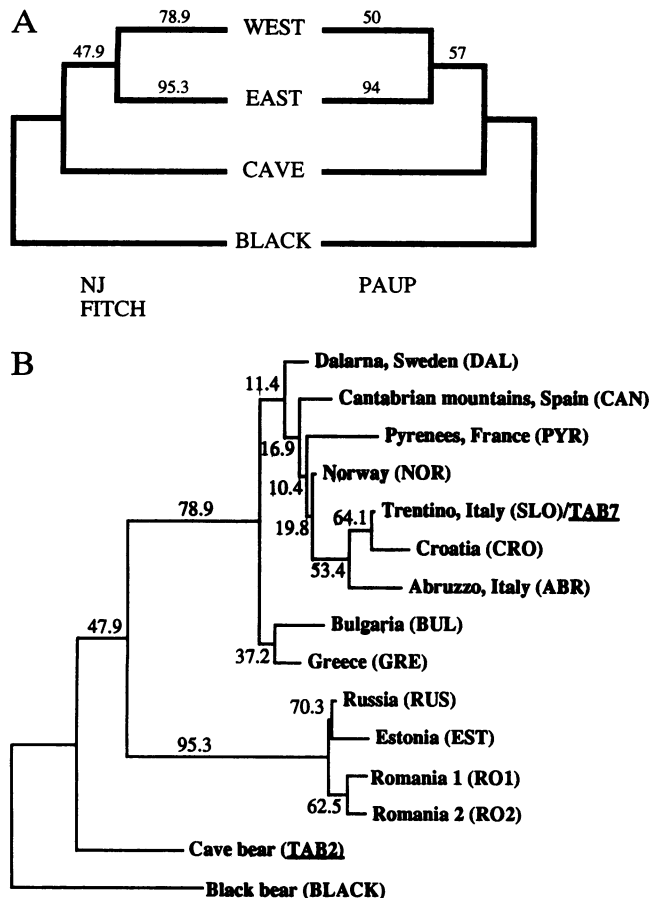 A
78.9 WEST 50
47.9 57
95.3 EAST 94
CAVE
BLACK
NJ PAUP
FITCH
B
Dalarna, Sweden (DAL)
11.4
Cantabrian mountains, Spain (CAN)
Pyrenees, France (PYR)
16.9
Norway (NOR)
10.4
78.9
Trentino, Italy (SLO)/TAB7
64.1
19.8
Croatia (CRO)
53.4
Abruzzo, Italy (ABR)
Bulgaria (BUL)
47.9
37.2
Greece (GRE)
Russia (RUS)
70.3
Estonia (EST)
95.3
Romania 1 (RO1)
62.5
Romania 2 (RO2)
Cave bear (TAB2)
Black bear (BLACK)